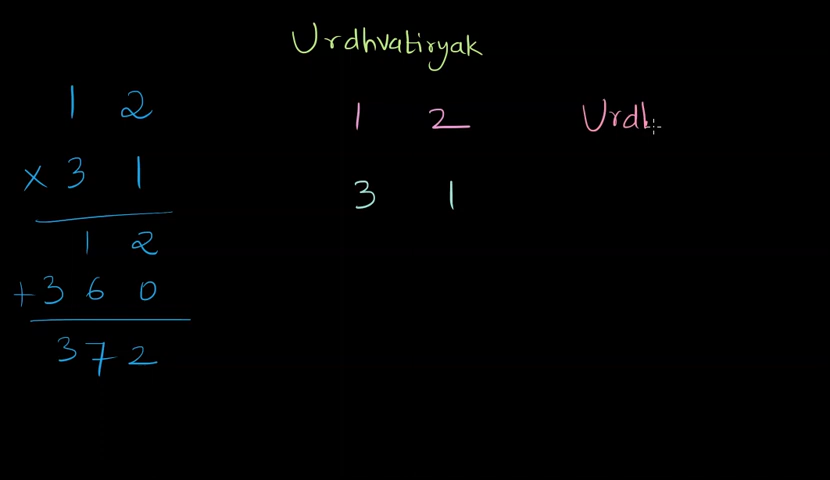 Urdhvatiryak
1 2
x 3 1
1 2
+ 3 6 0
3 7 2
1 2
3 1
Urdh